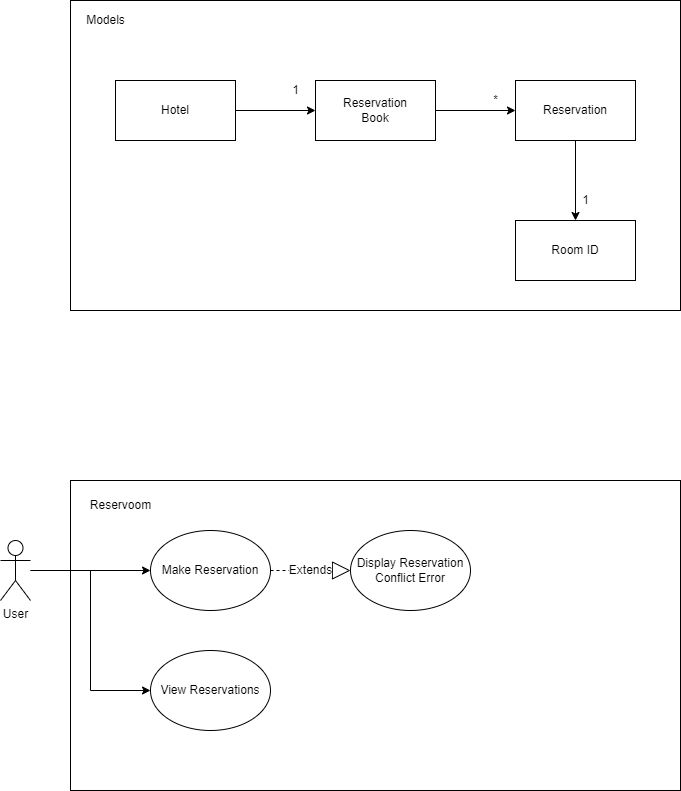 Models
1
*
Hotel
Reservation
Book
Reservation
1
Room ID
Reservoom
Make Reservation
Extends
Display Reservation
Conflict Error
User
View Reservations